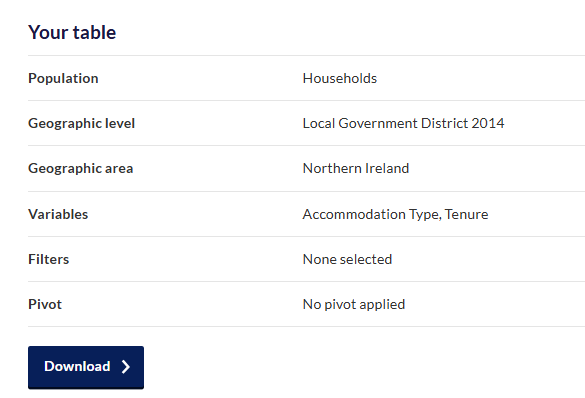 Your table
Population Households
Geographic level Local Government District 2014
Geographic area Northern Ireland
Variables Accommodation Type, Tenure
Filters None selected
Pivot No pivot applied
Download